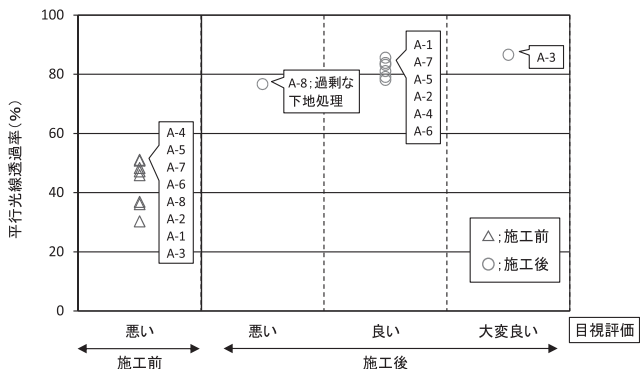 平行光線透過率(%)
100
80
60
40
20
0
A-4
A-5
A-7
A-6
A-8
A-2
A-1
A-3
A-8；過剰な
下地処理
A-1
A-7
A-5
A-2
A-4
A-6
A-3
△；施工前
○；施工後
悪い
悪い
良い
大変良い
目視評価
施工前
施工後